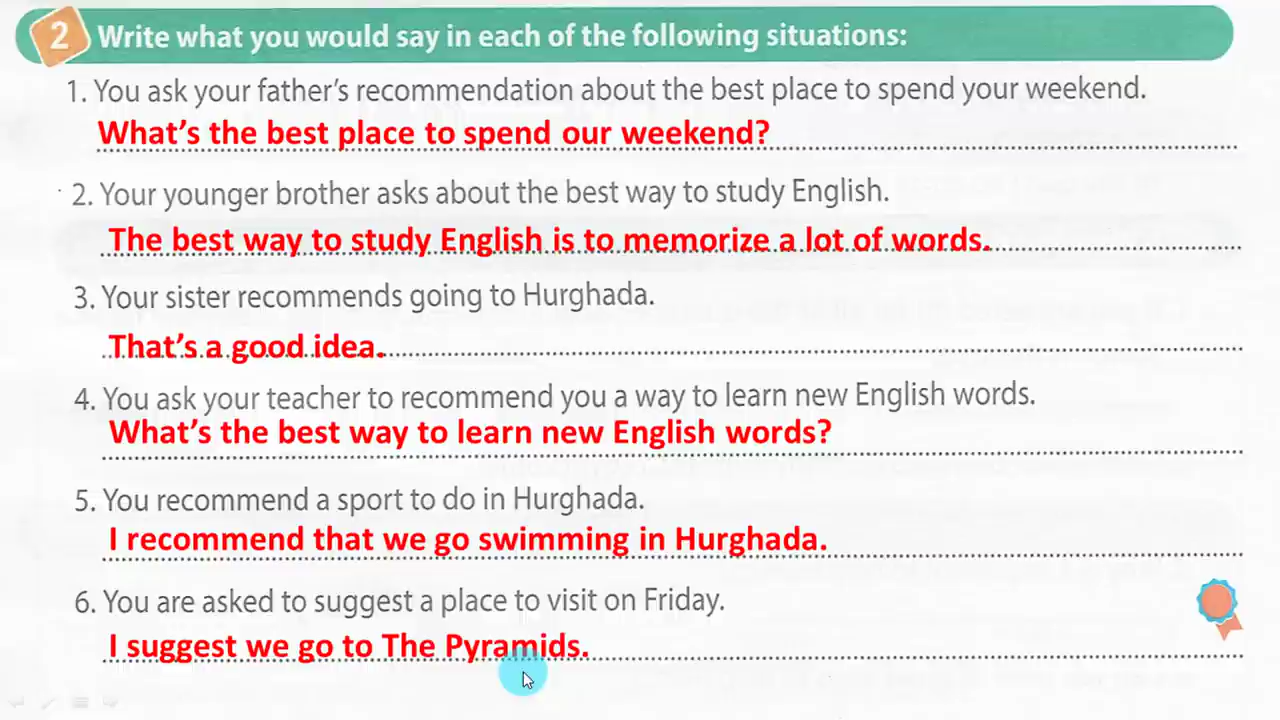 2 Write what you would say in each of the following situations:
1. You ask your father's recommendation about the best place to spend your weekend.
What's the best place to spend our weekend?
2. Your younger brother asks about the best way to study English.
The best way to study English is to memorize a lot of words.
3. Your sister recommends going to Hurghada.
That's a good idea.
4. You ask your teacher to recommend you a way to learn new English words.
What's the best way to learn new English words?
5. You recommend a sport to do in Hurghada.
I recommend that we go swimming in Hurghada.
6. You are asked to suggest a place to visit on Friday.
I suggest we go to The Pyramids.